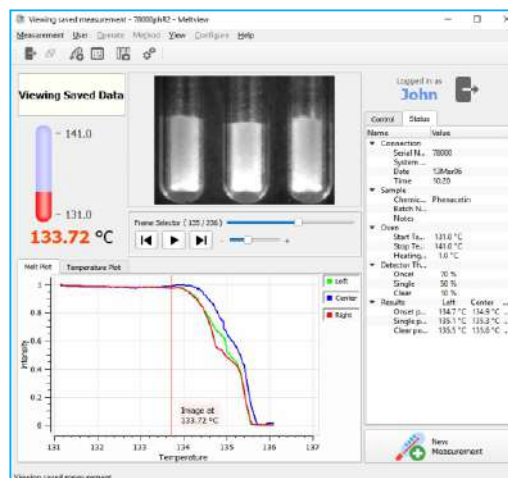 Viewing saved measurement - 78000ph82 - Meltview
Measurement User Operate Method View Configure Help
Viewing Saved Data
141.0
131.0
133.72 °C
Frame Selector ( 155 / 236 )
- +
Melt Plot Temperature Plot
Left
Center
Right
Intensity
1
0.8
0.6
0.4
0.2
0
Image at
133.72 °C
131 132 133 134 135 136 137
Temperature
Logged in as
John
Control Status
Name Value
Connection
Serial N... 78000
System ...
Date 13Mar06
Time 10:20
Sample
Chemic... Phenacetin
Batch N...
Notes
Oven
Start Te... 131.0 °C
Stop Te... 141.0 °C
Heating... 1.0 °C
Detector Th...
Onset 70 %
Single 50 %
Clear 10 %
Results Left Center ...
Onset p... 134.7 °C 134.9 °C ...
Single p... 135.1 °C 135.3 °C ...
Clear po... 135.5 °C 135.6 °C ...
New
Measurement
Viewing saved measurement